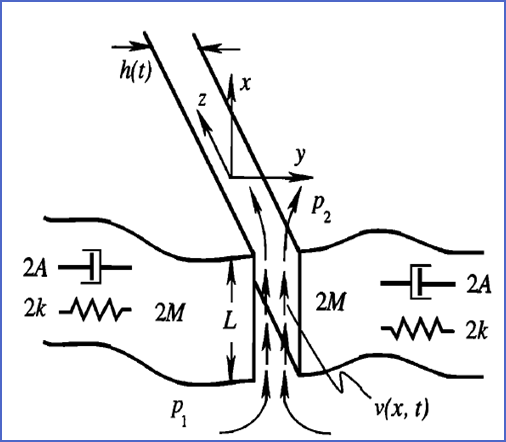 h(t)
x
z
y
p2
2A 2A
2k 2M L 2M 2k
p1 v(x, t)